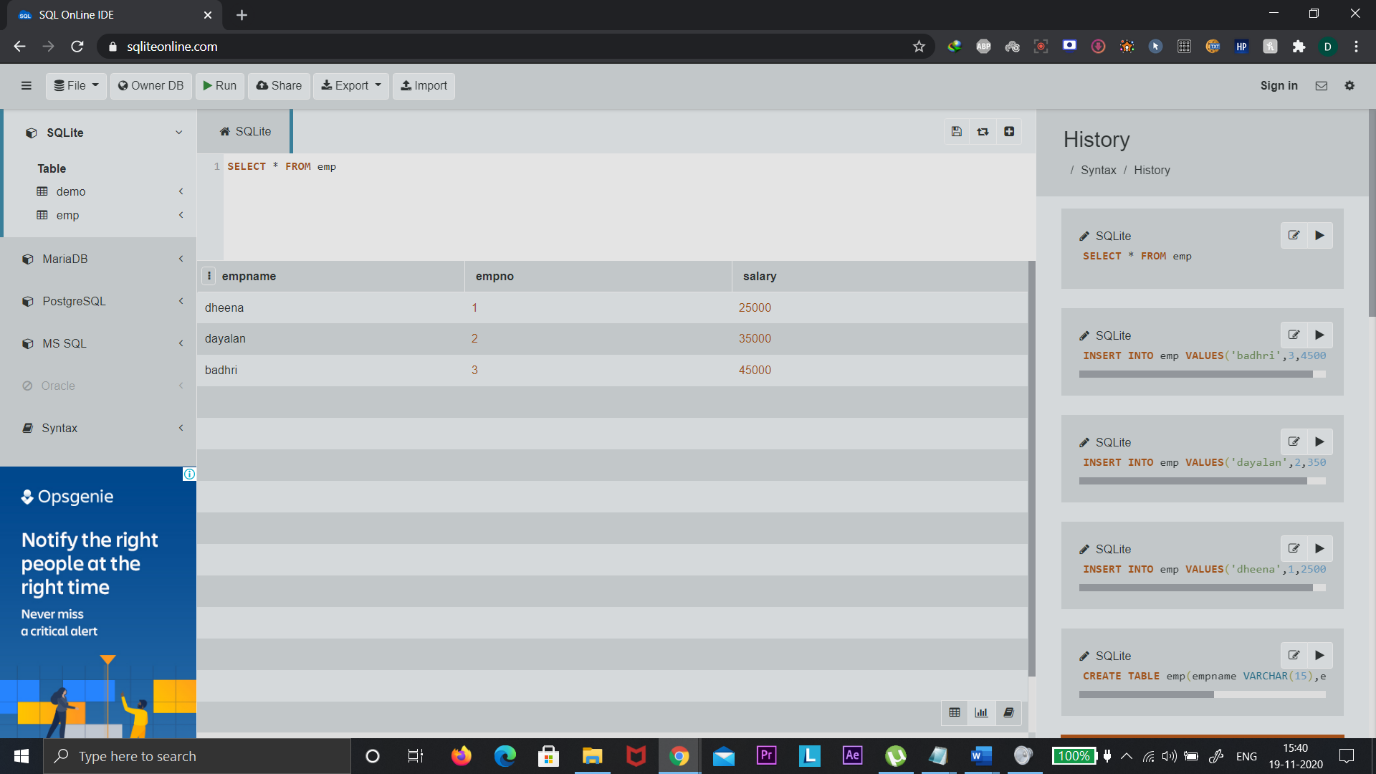 SQL OnLine IDE
sqliteonline.com
File
Owner DB
Run
Share
Export
Import
Sign in
SQLite
Table
demo
emp
MariaDB
PostgreSQL
MS SQL
Oracle
Syntax
Opsgenie
Notify the right
people at the
right time
Never miss
a critical alert
SQLite
1 SELECT * FROM emp
empname empno salary
dheena 1 25000
dayalan 2 35000
badhri 3 45000
History
/ Syntax / History
SQLite
SELECT * FROM emp
SQLite
INSERT INTO emp VALUES('badhri',3,4500
SQLite
INSERT INTO emp VALUES('dayalan',2,350
SQLite
INSERT INTO emp VALUES('dheena',1,2500
SQLite
CREATE TABLE emp(empname VARCHAR(15),e
Type here to search
100%
ENG
15:40
19-11-2020